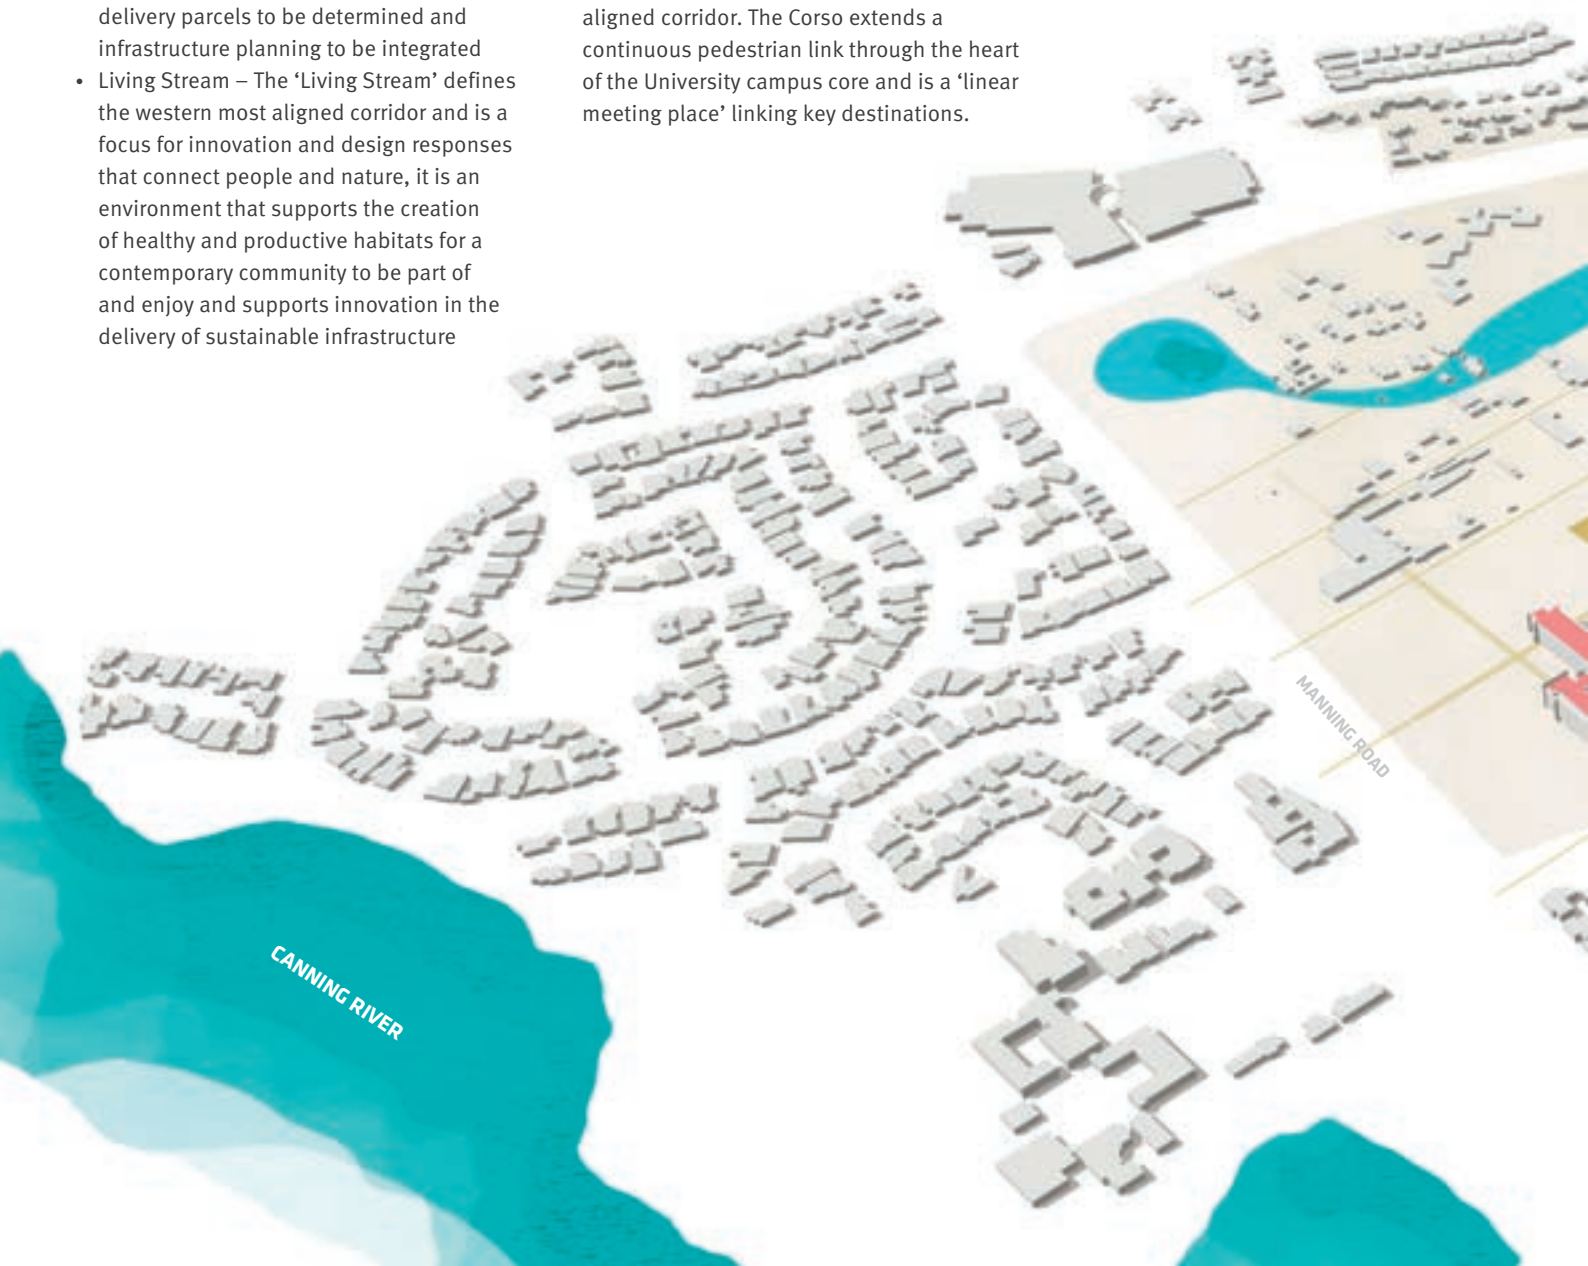 delivery parcels to be determined and
infrastructure planning to be integrated
• Living Stream – The ‘Living Stream’ defines
the western most aligned corridor and is a
focus for innovation and design responses
that connect people and nature, it is an
environment that supports the creation
of healthy and productive habitats for a
contemporary community to be part of
and enjoy and supports innovation in the
delivery of sustainable infrastructure
aligned corridor. The Corso extends a
continuous pedestrian link through the heart
of the University campus core and is a ‘linear
meeting place’ linking key destinations.
MANNING ROAD
CANNING RIVER